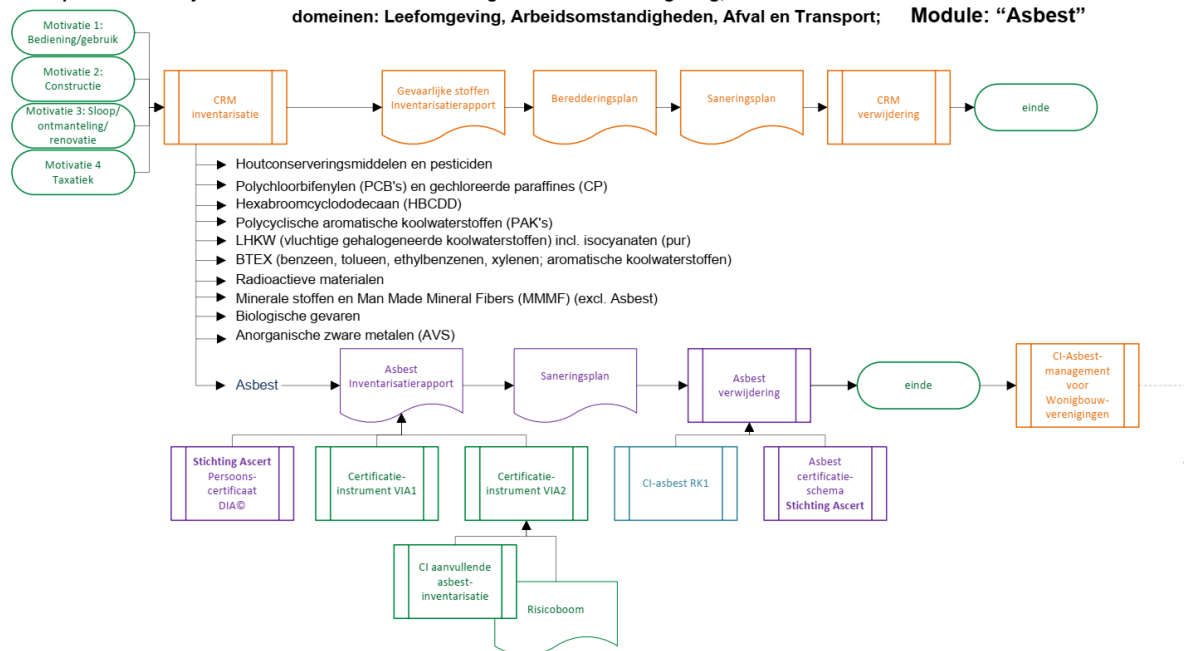 domeinen: Leefomgeving, Arbeidsomstandigheden, Afval en Transport;
Module: “Asbest”
Motivatie 1:
Bediening/gebruik
Motivatie 2:
Constructie
Motivatie 3: Sloop/
ontmanteling/
renovatie
Motivatie 4
Taxatiek
CRM
inventarisatie
Gevaarlijke stoffen
Inventarisatierapport
Beredderingsplan
Saneringsplan
CRM
verwijdering
einde
Houtconserveringsmiddelen en pesticiden
Polychloorbifenylen (PCB's) en gechloreerde paraffines (CP)
Hexabroomcyclododecaan (HBCDD)
Polycyclische aromatische koolwaterstoffen (PAK's)
LHKW (vluchtige gehalogeneerde koolwaterstoffen) incl. isocyanaten (pur)
BTEX (benzeen, tolueen, ethylbenzenen, xylenen; aromatische koolwaterstoffen)
Radioactieve materialen
Minerale stoffen en Man Made Mineral Fibers (MMMF) (excl. Asbest)
Biologische gevaren
Anorganische zware metalen (AVS)
Asbest
Asbest
Inventarisatierapport
Saneringsplan
Asbest
verwijdering
einde
CI-Asbest-
management
voor
Wonigbouw-
verenigingen
Stichting Ascert
Persoons-
certificaat
DIA©
Certificatie-
instrument VIA1
Certificatie-
instrument VIA2
CI-asbest RK1
Asbest
certificatie-
schema
Stichting Ascert
CI aanvullende
asbest-
inventarisatie
Risicoboom